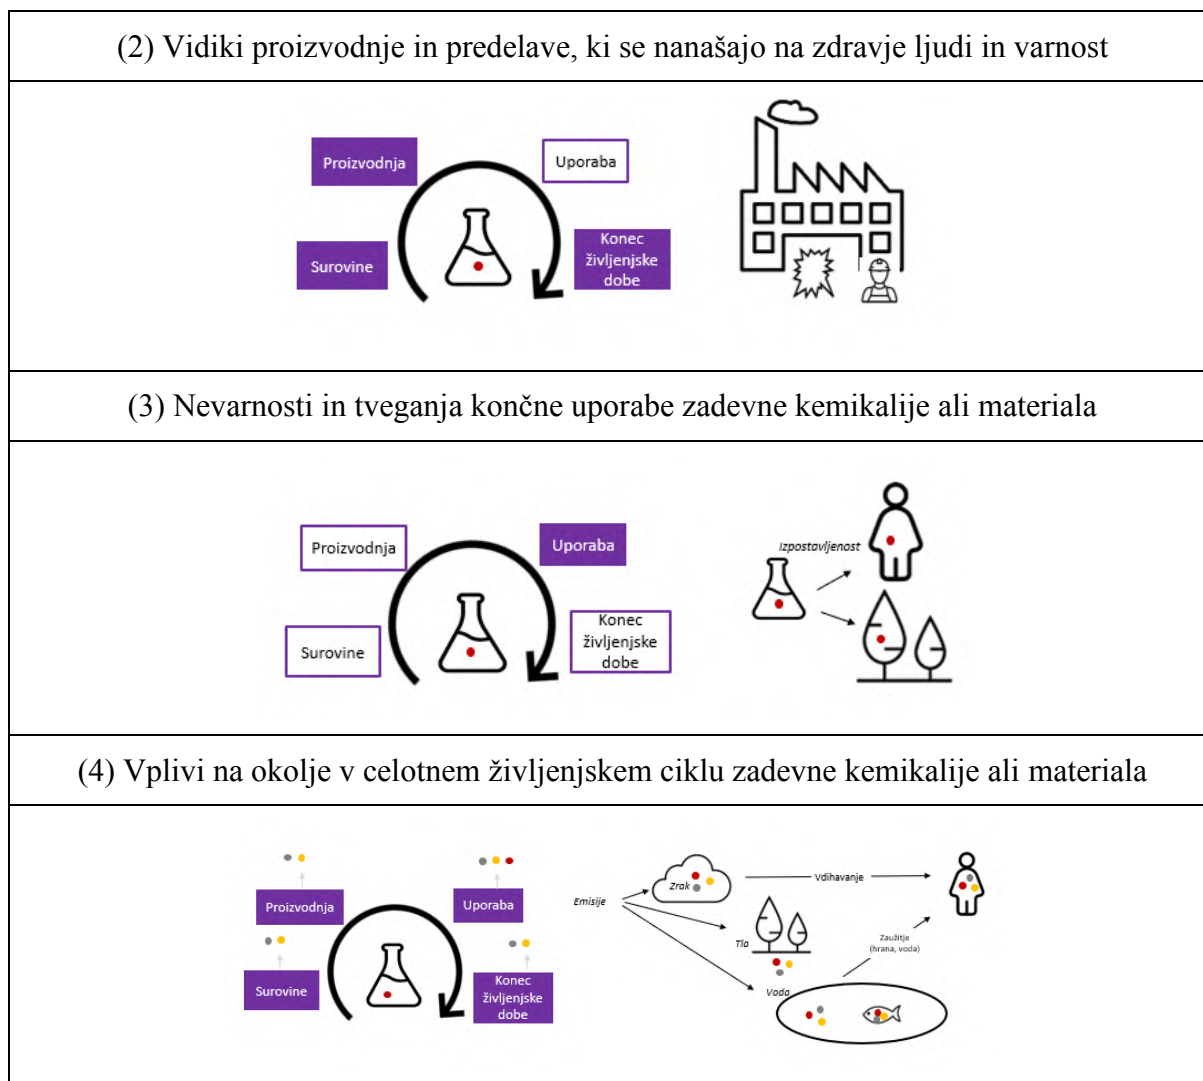 (2) Vidiki proizvodnje in predelave, ki se nanašajo na zdravje ljudi in varnost
Proizvodnja
Uporaba
Surovine
Konec
življenjske
dobe
(3) Nevarnosti in tveganja končne uporabe zadevne kemikalije ali materiala
Proizvodnja
Uporaba
Surovine
Konec
življenjske
dobe
Izpostavljenost
(4) Vplivi na okolje v celotnem življenjskem ciklu zadevne kemikalije ali materiala
Proizvodnja
Uporaba
Surovine
Konec
življenjske
dobe
Emisije
Zrak
Vdihavanje
Tla
Zaužitje
(hrana, voda)
Voda